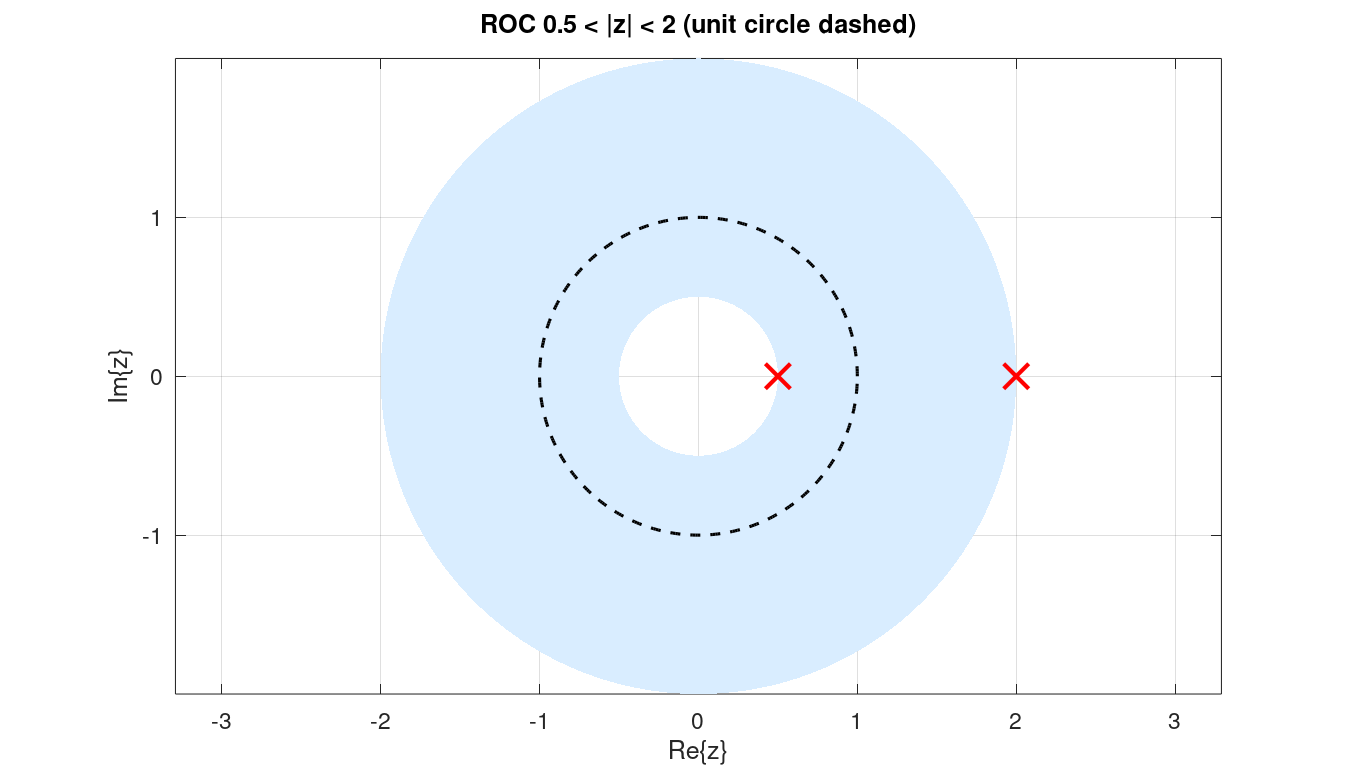 ROC 0.5 < |z| < 2 (unit circle dashed)
1
0
-1
Im{z}
-3 -2 -1 0 1 2 3
Re{z}